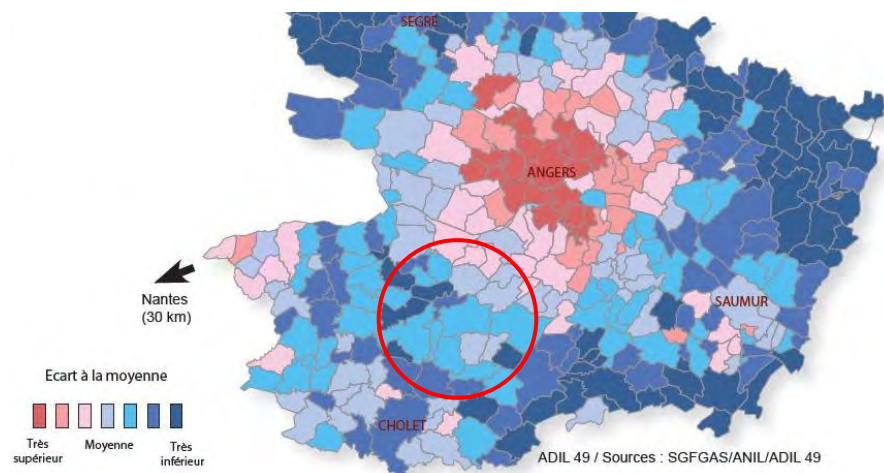 SEGRE
ANGERS
Nantes
(30 km)
SAUMUR
Ecart à la moyenne
Très
supérieur
Moyenne
Très
inférieur
CHOLET
ADIL 49 / Sources : SGFGAS/ANIL/ADIL 49